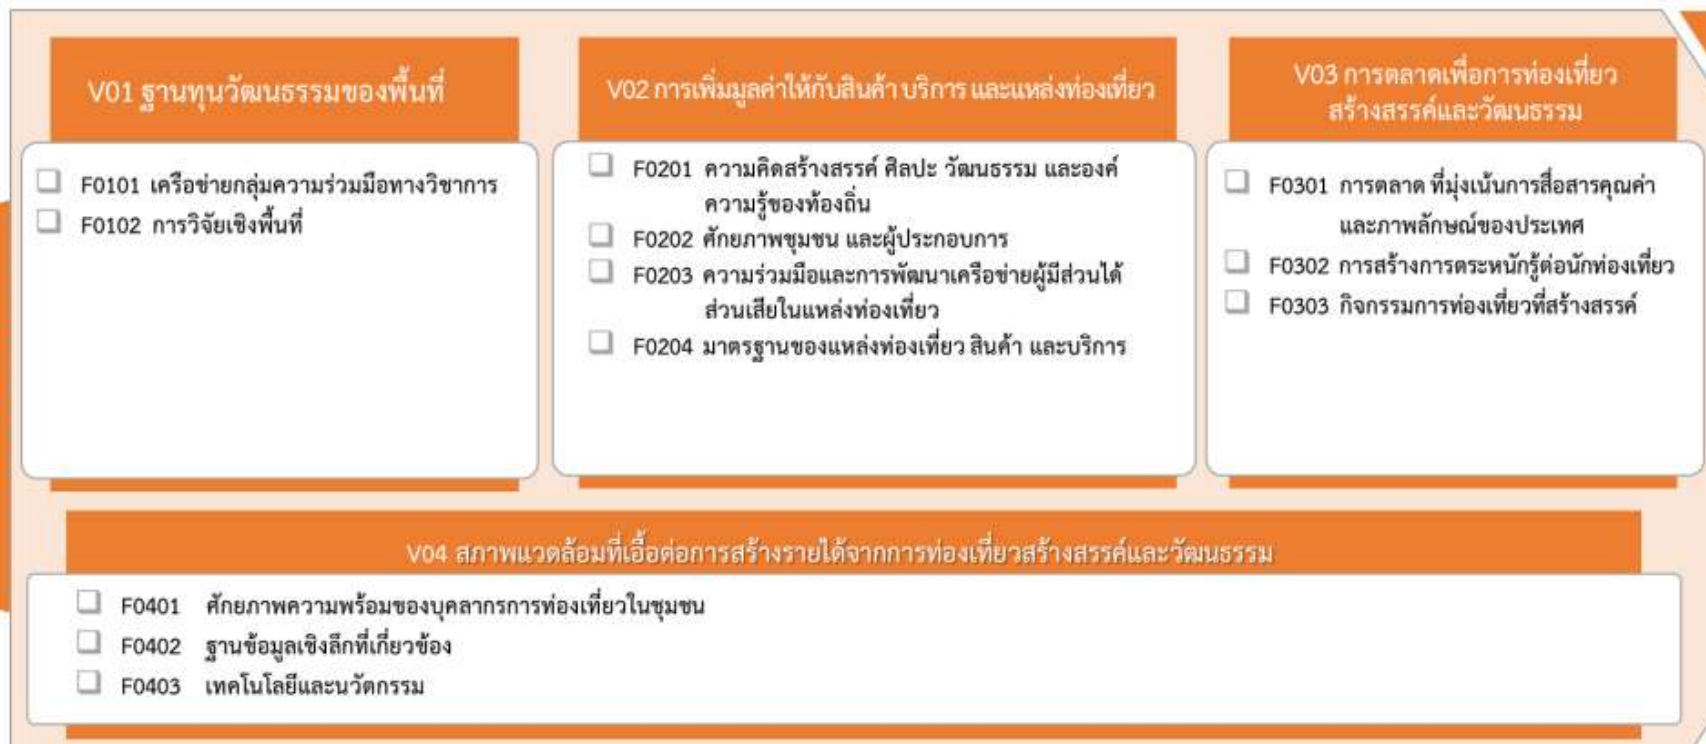 V01 ฐานทุนวัฒนธรรมของพื้นที่
F0101 เครือข่ายกลุ่มความร่วมมือทางวิชาการ
F0102 การวิจัยเชิงพื้นที่
V02 การเพิ่มมูลค่าให้กับสินค้า บริการ และแหล่งท่องเที่ยว
F0201 ความคิดสร้างสรรค์ ศิลปะ วัฒนธรรม และองค์
ความรู้ของท้องถิ่น
F0202 ศักยภาพชุมชน และผู้ประกอบการ
F0203 ความร่วมมือและการพัฒนาเครือข่ายผู้มีส่วนได้
ส่วนเสียในแหล่งท่องเที่ยว
F0204 มาตรฐานของแหล่งท่องเที่ยว สินค้า และบริการ
V03 การตลาดเพื่อการท่องเที่ยว
สร้างสรรค์และวัฒนธรรม
F0301 การตลาด ที่มุ่งเน้นการสื่อสารคุณค่า
และภาพลักษณ์ของประเทศ
F0302 การสร้างการตระหนักรู้ต่อนักท่องเที่ยว
F0303 กิจกรรมการท่องเที่ยวที่สร้างสรรค์
V04 สภาพแวดล้อมที่เอื้อต่อการสร้างรายได้จากการท่องเที่ยวสร้างสรรค์และวัฒนธรรม
F0401 ศักยภาพความพร้อมของบุคลากรการท่องเที่ยวในชุมชน
F0402 ฐานข้อมูลเชิงลึกที่เกี่ยวข้อง
F0403 เทคโนโลยีและนวัตกรรม